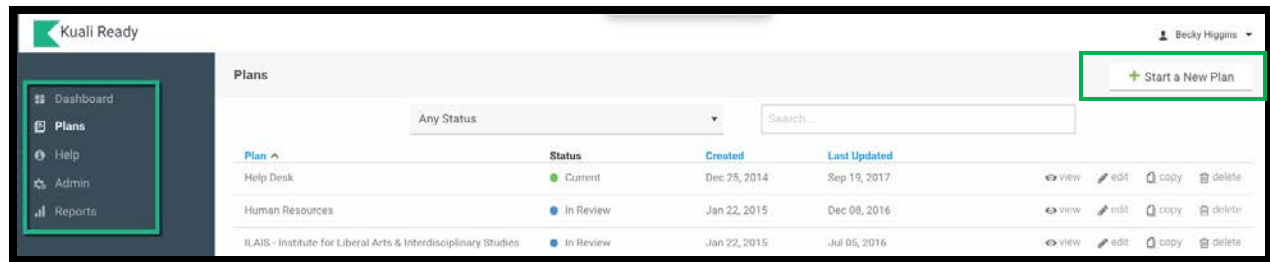 Kuali Ready
Becky Higgins
Plans
+ Start a New Plan
Dashboard
Plans
Help
Admin
Reports
Any Status
Search...
Plan Status Created Last Updated
Help Desk Current Dec 25, 2014 Sep 19, 2017 view edit copy delete
Human Resources In Review Jan 22, 2015 Dec 08, 2016 view edit copy delete
ILAIS - Institute for Liberal Arts & Interdisciplinary Studies In Review Jan 22, 2015 Jul 05, 2016 view edit copy delete